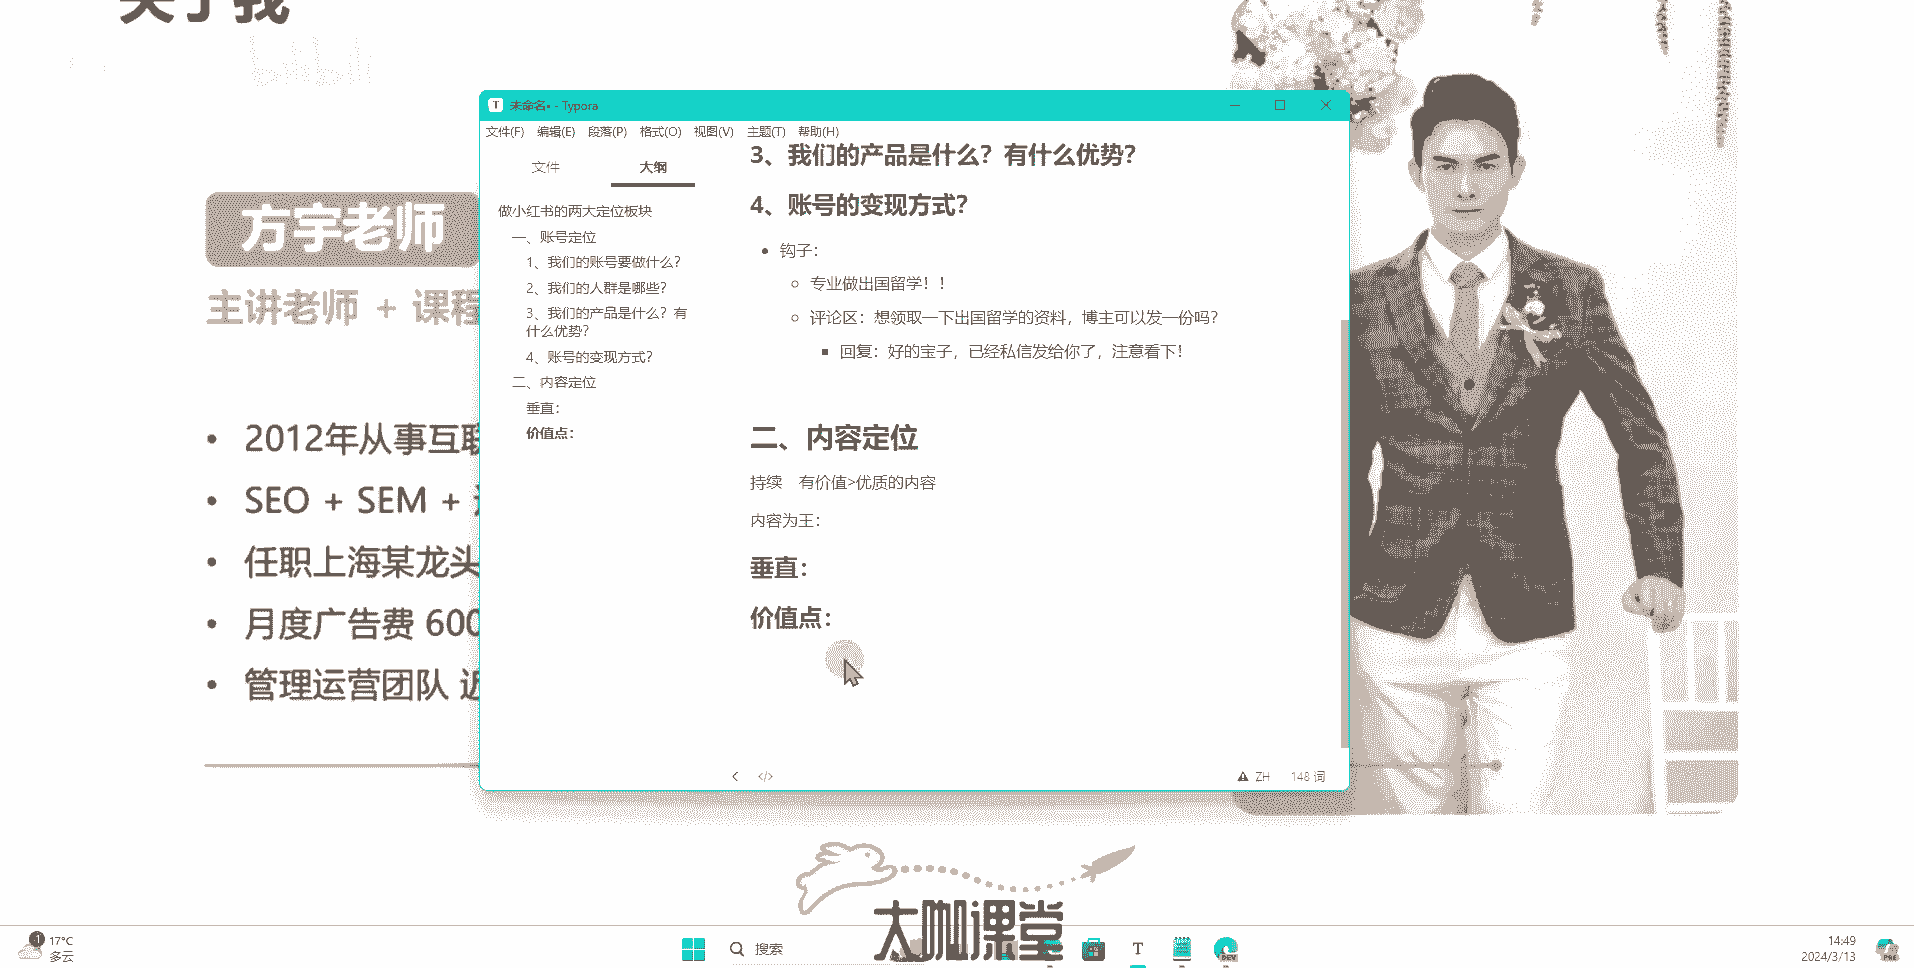 关于我
bilibili
方宇老师
主讲老师 + 课程
2012年从事互联
SEO + SEM +
任职上海某龙头
月度广告费 600
管理运营团队 近
T 未命名• - Typora
文件(F) 编辑(E) 段落(P) 格式(O) 视图(V) 主题(T) 帮助(H)
文件 大纲
做小红书的两大定位板块
一、账号定位
1、我们的账号要做什么？
2、我们的人群是哪些？
3、我们的产品是什么？有
什么优势？
4、账号的变现方式？
二、内容定位
垂直：
价值点：
3、我们的产品是什么？有什么优势？
4、账号的变现方式？
钩子：
专业做出国留学！！
评论区：想领取一下出国留学的资料，博主可以发一份吗？
回复：好的宝子，已经私信发给你了，注意看下！
二、内容定位
持续 有价值>优质的内容
内容为王：
垂直：
价值点：
</> ZH 148 词
大咖课堂
1 17°C
多云
搜索
T
DEV
14:49
2024/3/13
PRE